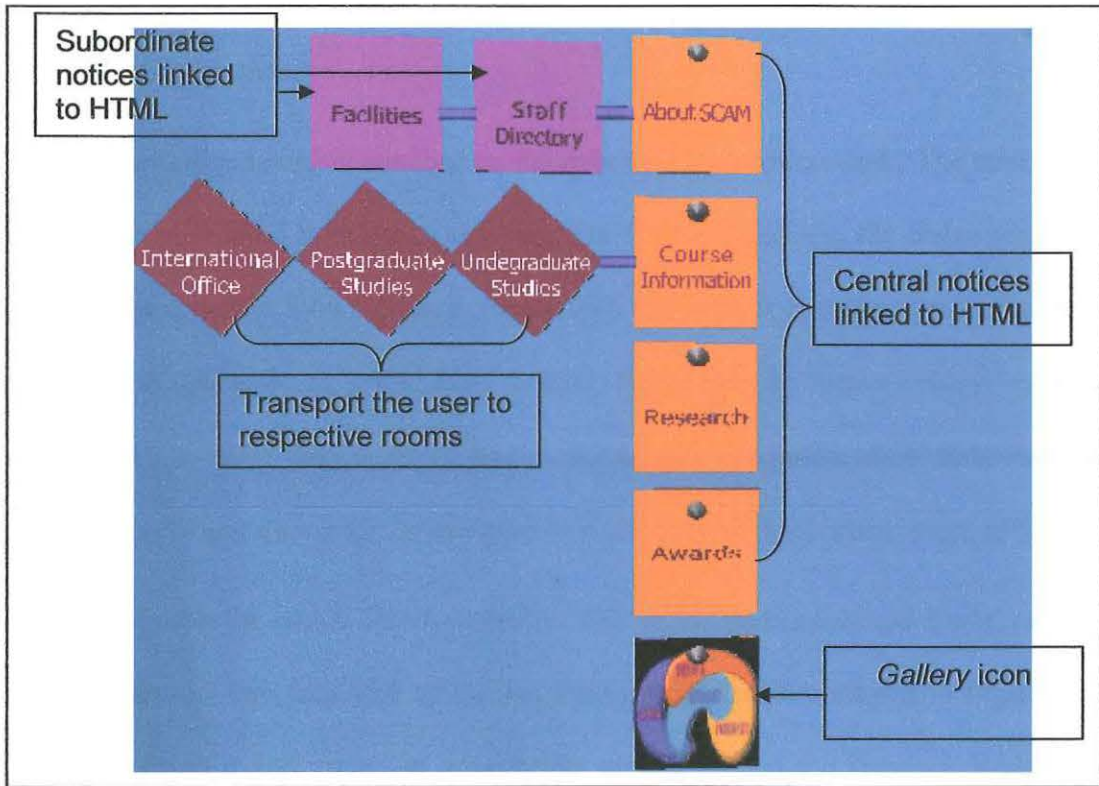 Subordinate
notices linked
to HTML
Facilities
Staff
Directory
About SCAM
International
Office
Postgraduate
Studies
Undegraduate
Studies
Course
Information
Central notices
linked to HTML
Transport the user to
respective rooms
Research
Awards
Gallery icon